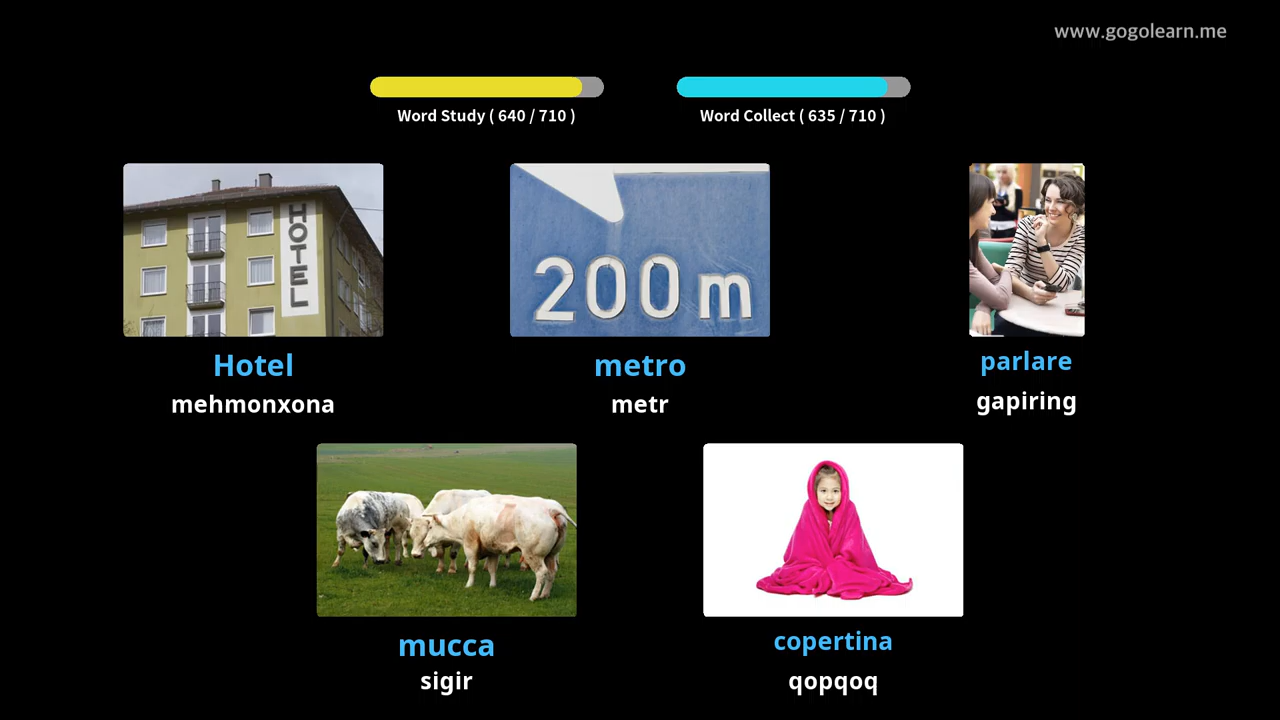 www.gogolearn.me
Word Study ( 640 / 710 )
Word Collect ( 635 / 710 )
HOTEL
200 m
Hotel
metro
parlare
mehmonxona
metr
gapiring
mucca
copertina
sigir
qopqoq